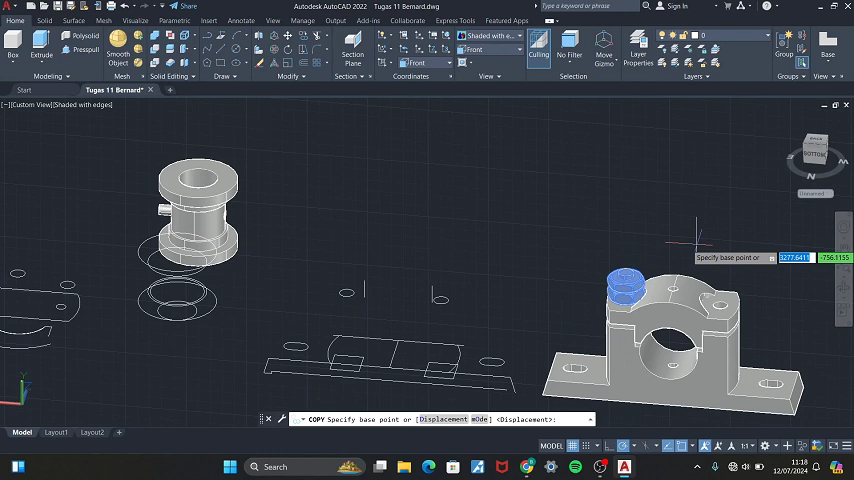 Autodesk AutoCAD 2022 Tugas 11 Bernard.dwg
Share
Type a keyword or phrase
Sign In
Home Solid Surface Mesh Visualize Parametric Insert Annotate View Manage Output Add-ins Collaborate Express Tools Featured Apps
Box Extrude Polysolid Presspull Smooth Object
Section Plane
Shaded with e...
Front
Front
Culling No Filter Move Gizmo
Layer Properties
0
Group Base
Modeling Mesh Solid Editing Draw Modify Section Coordinates View Selection Layers Groups View
Start Tugas 11 Bernard*
[−][Custom View][Shaded with edges]
BOTTOM
N
Unnamed
Specify base point or 3277.6411 -756.1155
COPY Specify base point or [Displacement mOde] <Displacement>:
Model Layout1 Layout2
MODEL 1:1
Search
11:18
12/07/2024